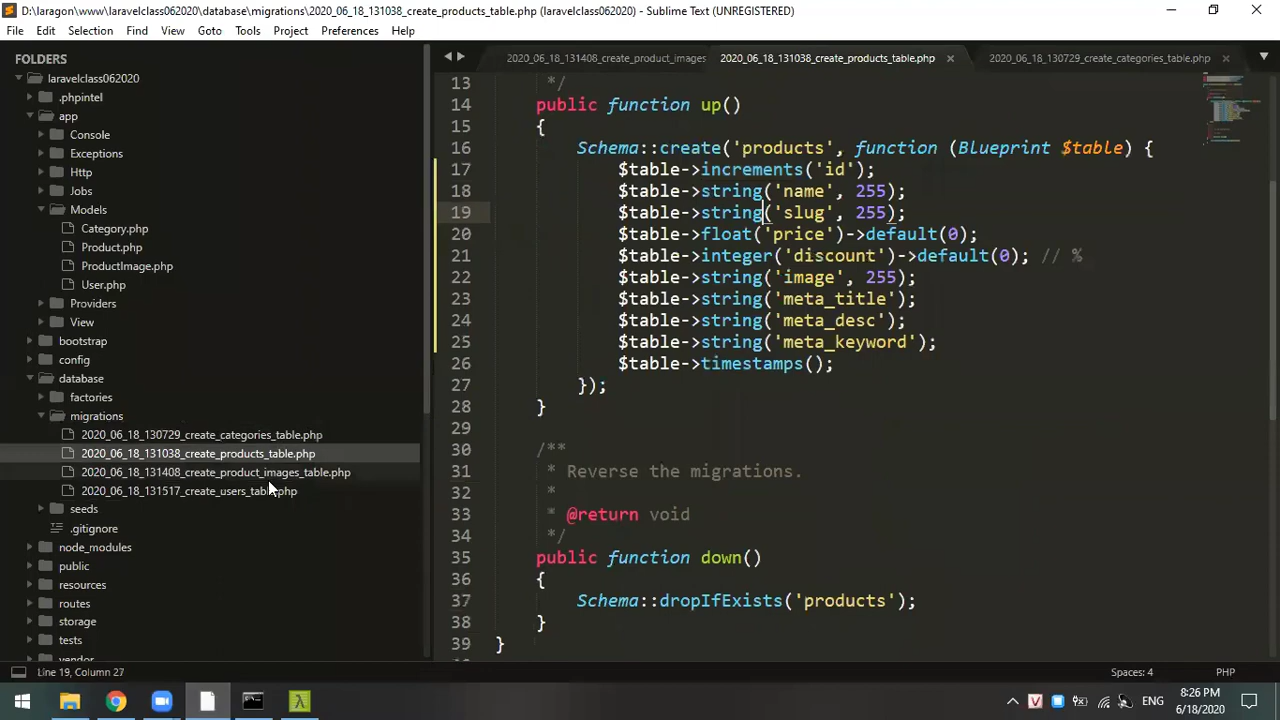 D:\laragon\www\laravelclass062020\database\migrations\2020_06_18_131038_create_products_table.php (laravelclass062020) - Sublime Text (UNREGISTERED)
File Edit Selection Find View Goto Tools Project Preferences Help
FOLDERS
laravelclass062020
.phpintel
app
Console
Exceptions
Http
Jobs
Models
Category.php
Product.php
ProductImage.php
User.php
Providers
View
bootstrap
config
database
factories
migrations
2020_06_18_130729_create_categories_table.php
2020_06_18_131038_create_products_table.php
2020_06_18_131408_create_product_images_table.php
2020_06_18_131517_create_users_table.php
seeds
.gitignore
node_modules
public
resources
routes
storage
tests
vendor
2020_06_18_131408_create_product_images 2020_06_18_131038_create_products_table.php 2020_06_18_130729_create_categories_table.php
13 */
14 public function up()
15 {
16 Schema::create('products', function (Blueprint $table) {
17 $table->increments('id');
18 $table->string('name', 255);
19 $table->string('slug', 255);
20 $table->float('price')->default(0);
21 $table->integer('discount')->default(0); // %
22 $table->string('image', 255);
23 $table->string('meta_title');
24 $table->string('meta_desc');
25 $table->string('meta_keyword');
26 $table->timestamps();
27 });
28 }
29
30 /**
31 * Reverse the migrations.
32 *
33 * @return void
34 */
35 public function down()
36 {
37 Schema::dropIfExists('products');
38 }
39 }
Line 19, Column 27 Spaces: 4 PHP
ENG
8:26 PM
6/18/2020